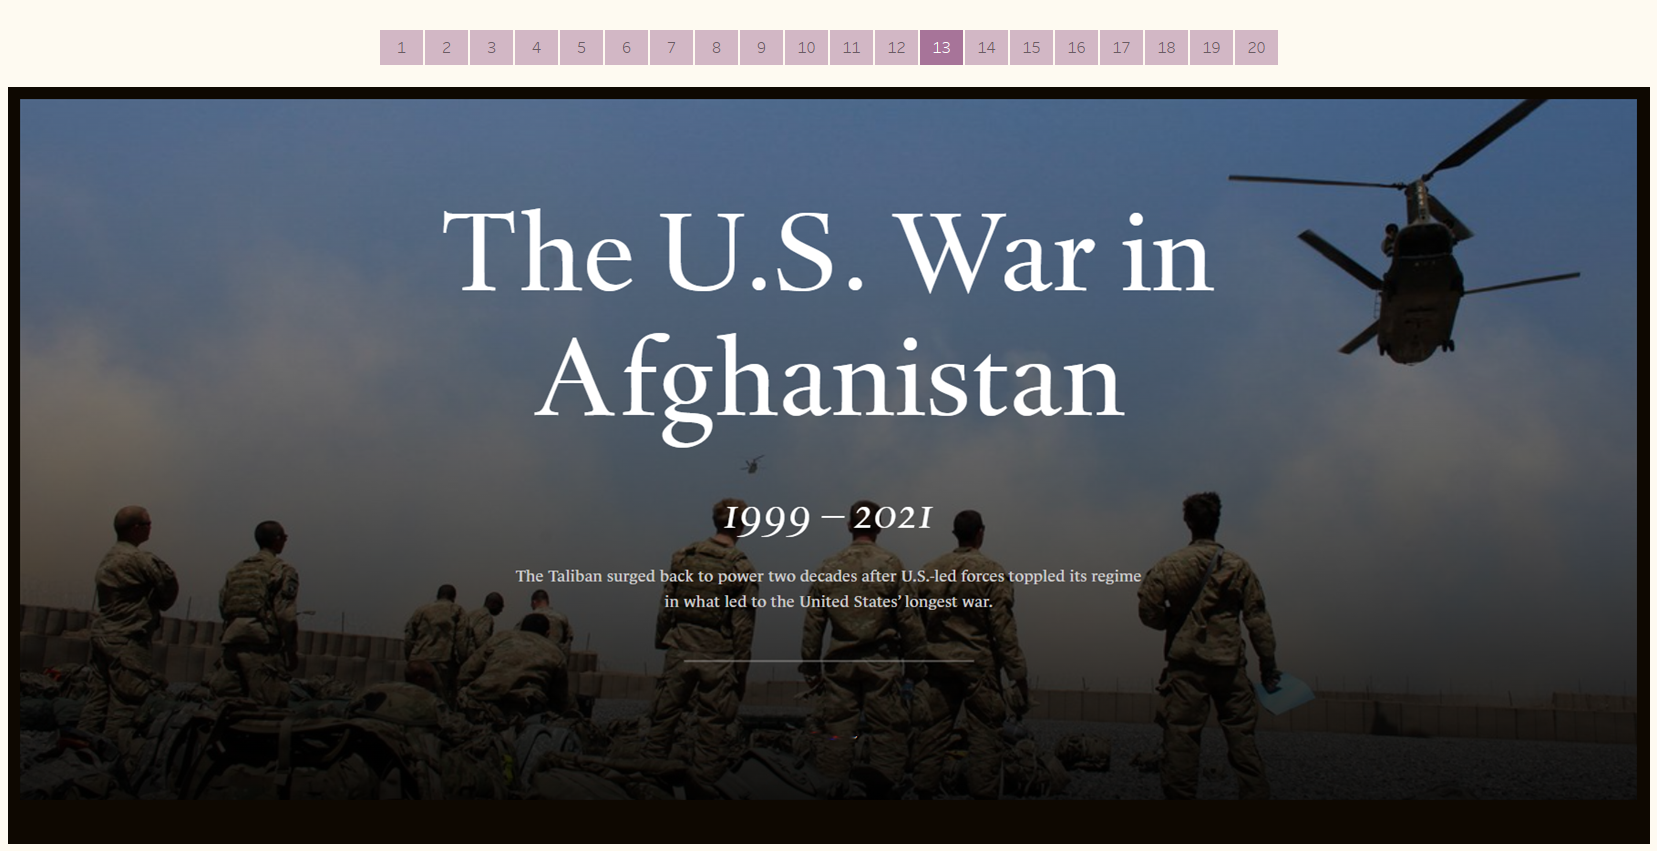 1 2 3 4 5 6 7 8 9 10 11 12 13 14 15 16 17 18 19 20
The U.S. War in
Afghanistan
1999 – 2021
The Taliban surged back to power two decades after U.S.-led forces toppled its regime
in what led to the United States’ longest war.